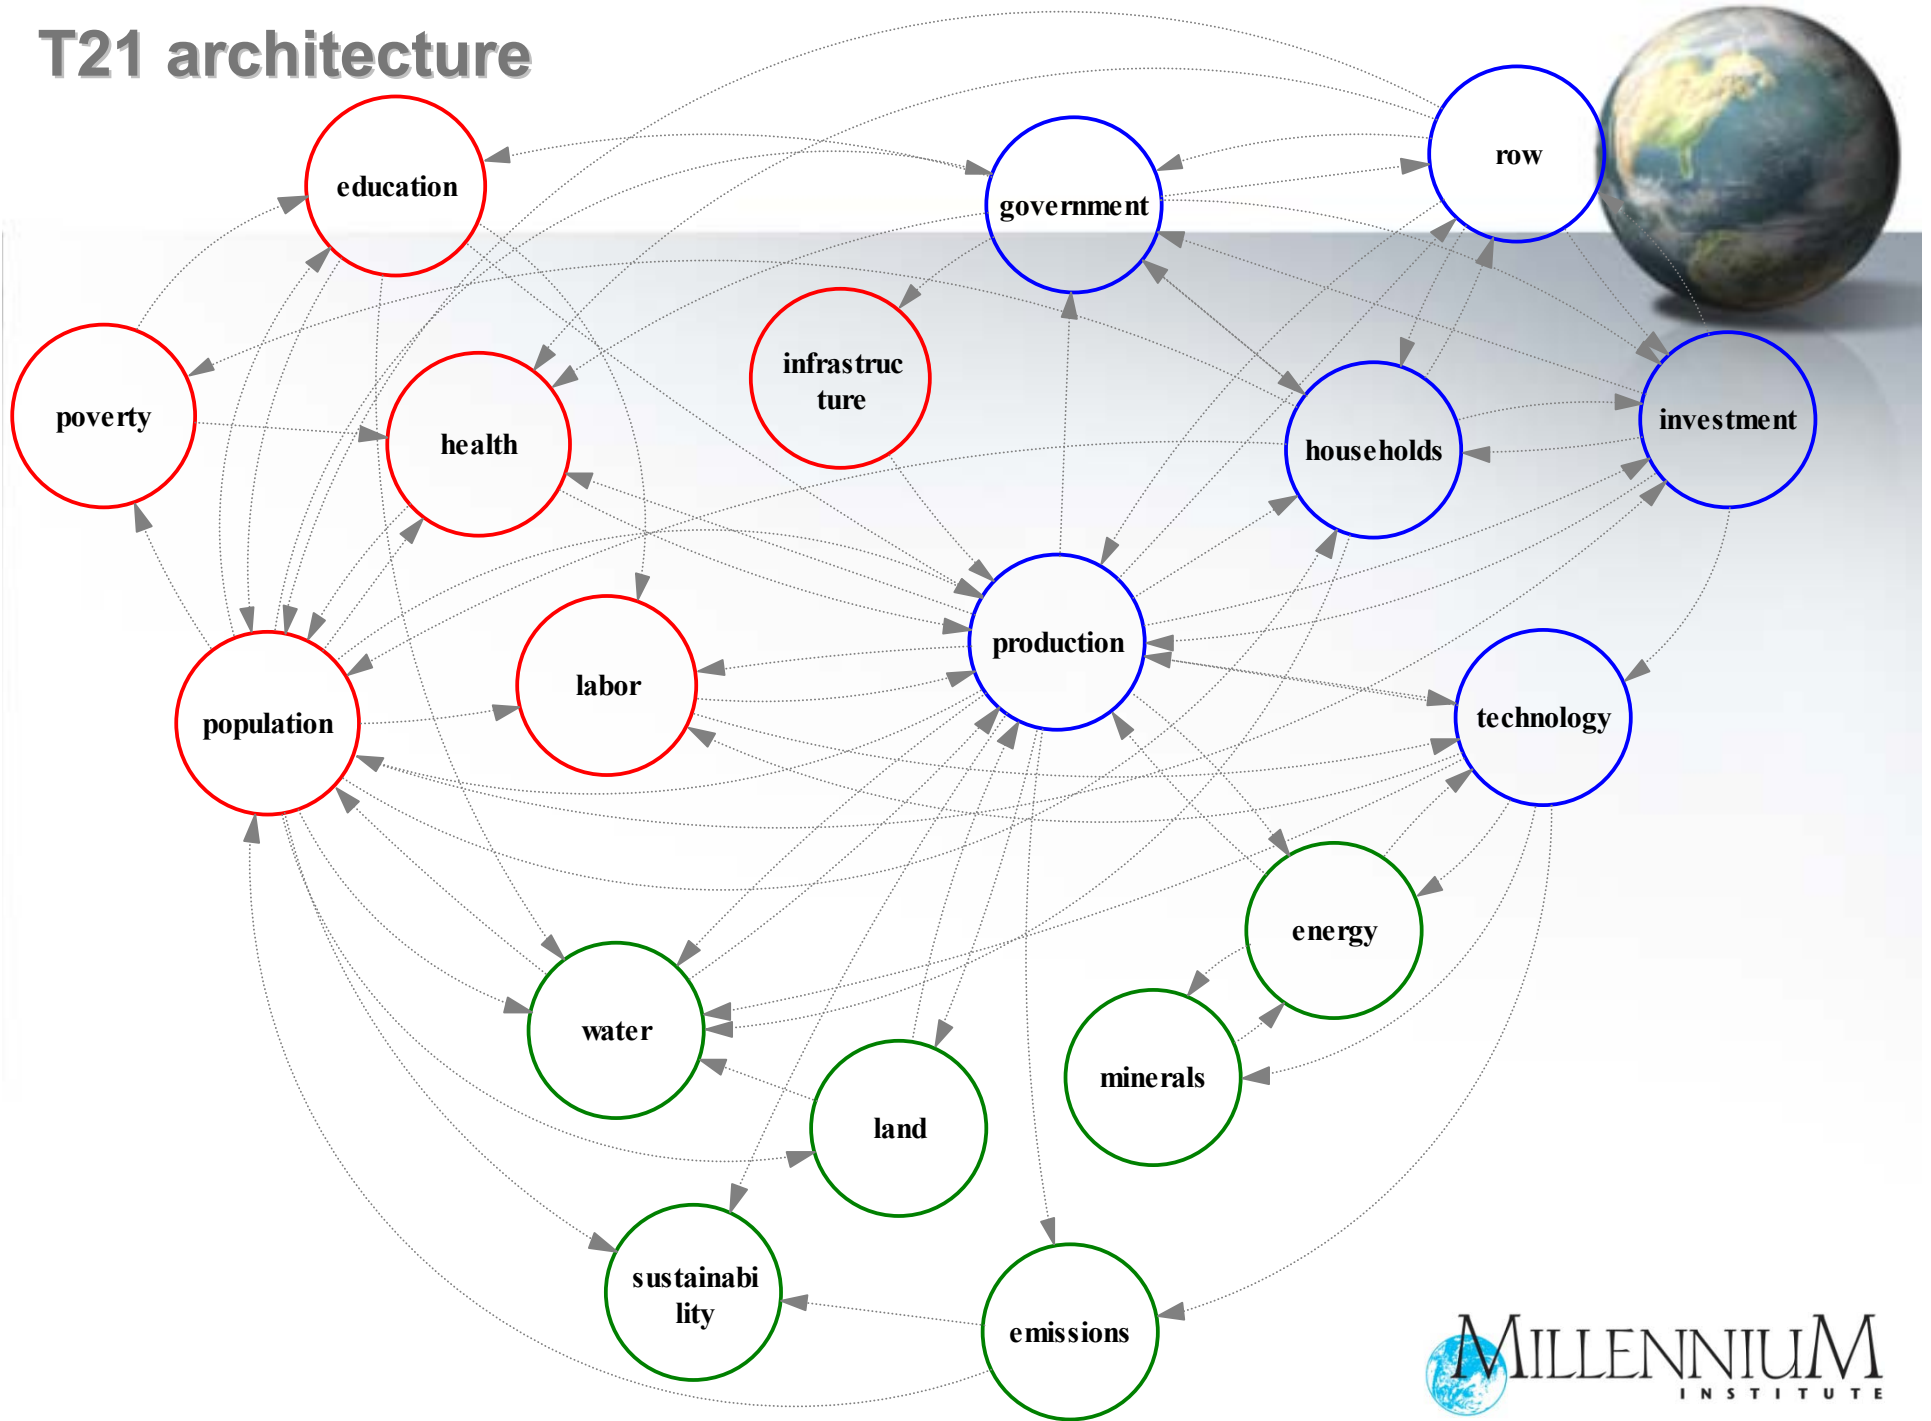 T21 architecture
education
government
row
infrastruc
ture
poverty
health
households
investment
production
labor
population
technology
energy
water
minerals
land
sustainabi
lity
emissions
MILLENNIUM
INSTITUTE